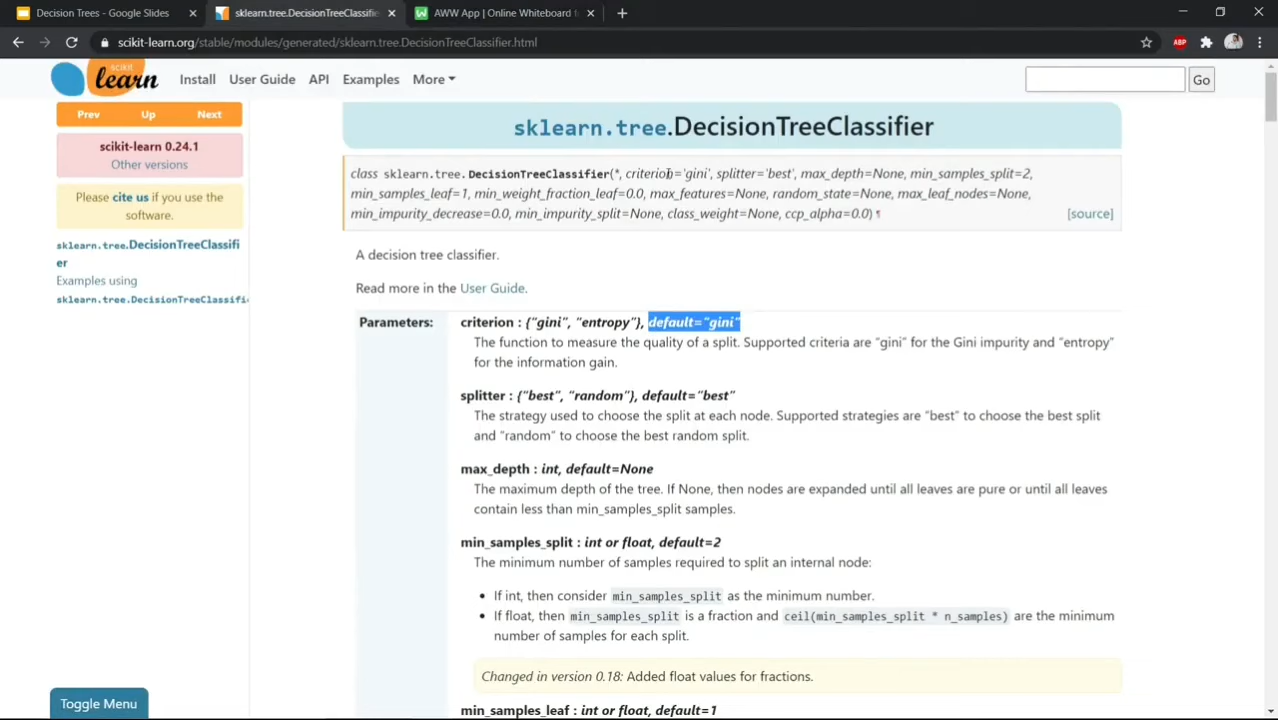 Decision Trees - Google Slides
sklearn.tree.DecisionTreeClassifie
AWW App | Online Whiteboard f
scikit-learn.org/stable/modules/generated/sklearn.tree.DecisionTreeClassifier.html
ABP
scikit
learn
Install
User Guide
API
Examples
More
Go
Prev
Up
Next
scikit-learn 0.24.1
Other versions
Please cite us if you use the
software.
sklearn.tree.DecisionTreeClassifi
er
Examples using
sklearn.tree.DecisionTreeClassifie
sklearn.tree.DecisionTreeClassifier
class sklearn.tree.DecisionTreeClassifier(*, criterion='gini', splitter='best', max_depth=None, min_samples_split=2,
min_samples_leaf=1, min_weight_fraction_leaf=0.0, max_features=None, random_state=None, max_leaf_nodes=None,
min_impurity_decrease=0.0, min_impurity_split=None, class_weight=None, ccp_alpha=0.0) ¶
[source]
A decision tree classifier.
Read more in the User Guide.
Parameters:
criterion : {"gini", "entropy"}, default="gini"
The function to measure the quality of a split. Supported criteria are "gini" for the Gini impurity and "entropy"
for the information gain.
splitter : {"best", "random"}, default="best"
The strategy used to choose the split at each node. Supported strategies are "best" to choose the best split
and "random" to choose the best random split.
max_depth : int, default=None
The maximum depth of the tree. If None, then nodes are expanded until all leaves are pure or until all leaves
contain less than min_samples_split samples.
min_samples_split : int or float, default=2
The minimum number of samples required to split an internal node:
• If int, then consider min_samples_split as the minimum number.
• If float, then min_samples_split is a fraction and ceil(min_samples_split * n_samples) are the minimum
number of samples for each split.
Changed in version 0.18: Added float values for fractions.
min_samples_leaf : int or float, default=1
Toggle Menu